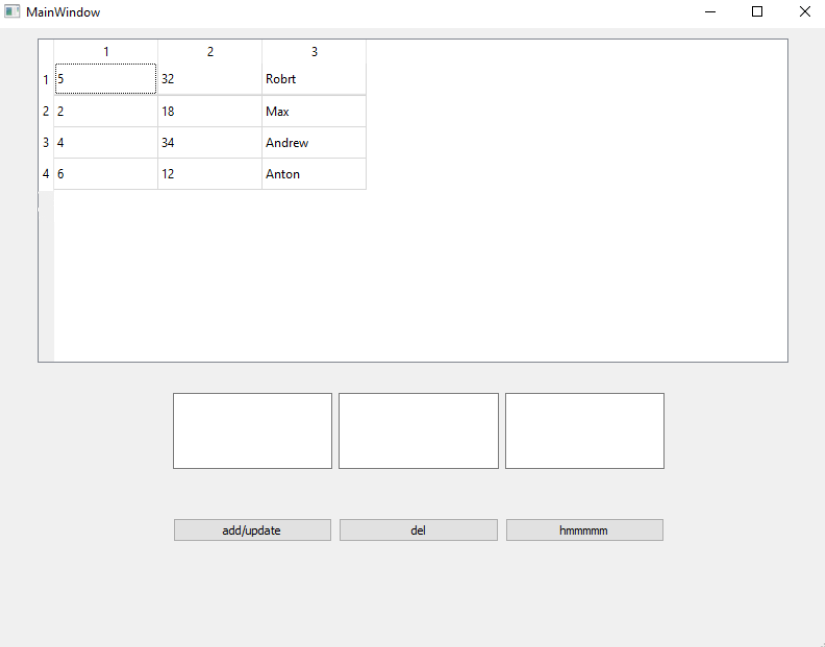 MainWindow
1 2 3
1 5 32 Robrt
2 2 18 Max
3 4 34 Andrew
4 6 12 Anton
add/update del hmmmmm